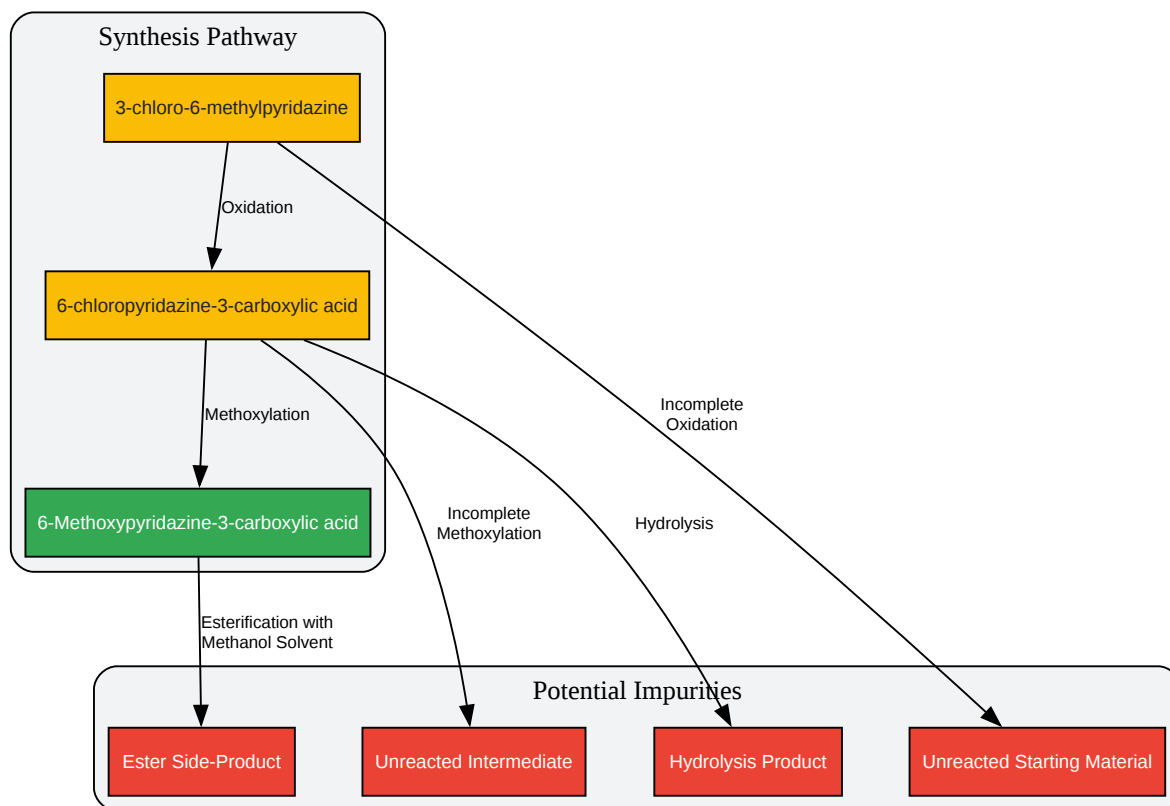 Synthesis Pathway
3-chloro-6-methylpyridazine
Oxidation
6-chloropyridazine-3-carboxylic acid
Incomplete
Oxidation
Methoxylation
6-Methoxypyridazine-3-carboxylic acid
Incomplete
Methoxylation
Hydrolysis
Esterification with
Methanol Solvent
Potential Impurities
Ester Side-Product
Unreacted Intermediate
Hydrolysis Product
Unreacted Starting Material